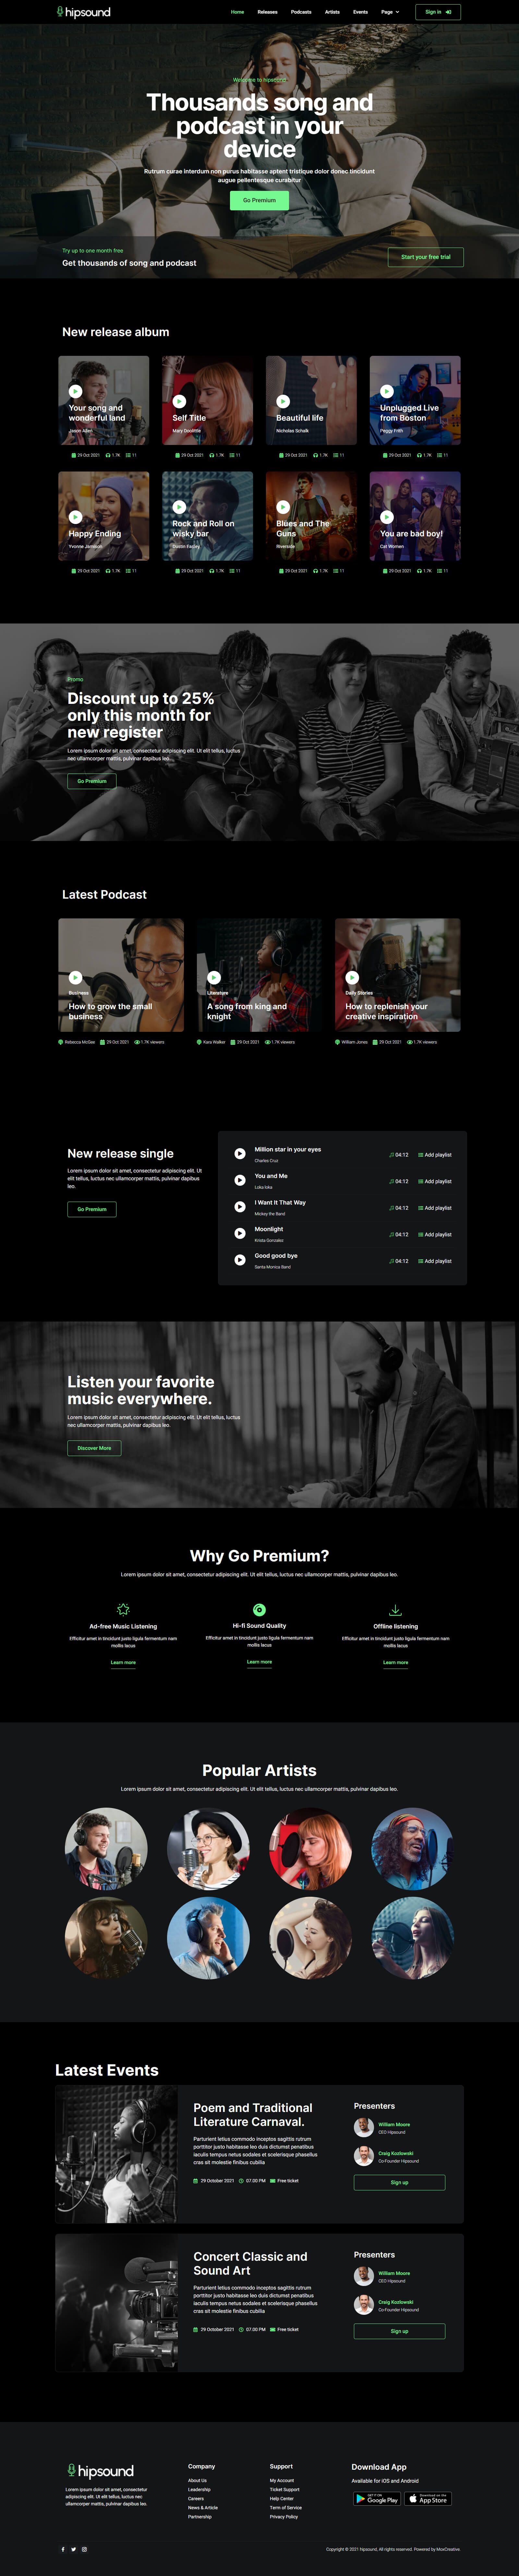 hipsound
Home Releases Podcasts Artists Events Page Sign in
Welcome to hipsound
Thousands song and
podcast in your
device
Rutrum curae interdum non purus habitasse aptent tristique dolor donec tincidunt
augue pellentesque curabitur
Go Premium
Try up to one month free
Get thousands of song and podcast
Start your free trial
New release album
Your song and
wonderful land
Jason Allen
29 Oct 2021 1.7K 11
Self Title
Mary Doolittle
29 Oct 2021 1.7K 11
Beautiful life
Nicholas Schalk
29 Oct 2021 1.7K 11
Unplugged Live
from Boston
Peggy Frith
29 Oct 2021 1.7K 11
Happy Ending
Yvonne Jamison
29 Oct 2021 1.7K 11
Rock and Roll on
wisky bar
Dustin Easley
29 Oct 2021 1.7K 11
Blues and The
Guns
Riverside
29 Oct 2021 1.7K 11
You are bad boy!
Cat Women
29 Oct 2021 1.7K 11
Promo
Discount up to 25%
only this month for
new register
Lorem ipsum dolor sit amet, consectetur adipiscing elit. Ut elit tellus, luctus
nec ullamcorper mattis, pulvinar dapibus leo.
Go Premium
Latest Podcast
Business
How to grow the small
business
Rebecca McGee 29 Oct 2021 1.7K viewers
Literature
A song from king and
knight
Kara Walker 29 Oct 2021 1.7K viewers
Daily Stories
How to replenish your
creative inspiration
William Jones 29 Oct 2021 1.7K viewers
New release single
Lorem ipsum dolor sit amet, consectetur adipiscing elit. Ut elit tellus, luctus nec ullamcorper mattis, pulvinar dapibus
leo.
Go Premium
Million star in your eyes
Charles Cruz
04:12 Add playlist
You and Me
Loka loka
04:12 Add playlist
I Want It That Way
Mickey the Band
04:12 Add playlist
Moonlight
Krista Gonzalez
04:12 Add playlist
Good good bye
Santa Monica Band
04:12 Add playlist
Listen your favorite
music everywhere.
Lorem ipsum dolor sit amet, consectetur adipiscing elit. Ut elit tellus, luctus
nec ullamcorper mattis, pulvinar dapibus leo.
Discover More
Why Go Premium?
Lorem ipsum dolor sit amet, consectetur adipiscing elit. Ut elit tellus, luctus nec ullamcorper mattis, pulvinar dapibus leo.
Ad-free Music Listening
Efficitur amet in tincidunt justo ligula fermentum nam
mollis lacus
Learn more
Hi-fi Sound Quality
Efficitur amet in tincidunt justo ligula fermentum nam
mollis lacus
Learn more
Offline listening
Efficitur amet in tincidunt justo ligula fermentum nam
mollis lacus
Learn more
Popular Artists
Lorem ipsum dolor sit amet, consectetur adipiscing elit. Ut elit tellus, luctus nec ullamcorper mattis, pulvinar dapibus leo.
Latest Events
Poem and Traditional
Literature Carnaval.
Parturient letius commodo inceptos sagittis rutrum
porttitor justo habitasse leo duis dictumst penatibus
iaculis tempus netus sodales et scelerisque phasellus
cras sit molestie finibus cubilia
29 October 2021 07.00 PM Free ticket
Presenters
William Moore
CEO Hipsound
Craig Kozlowski
Co-Founder Hipsound
Sign up
Concert Classic and
Sound Art
Parturient letius commodo inceptos sagittis rutrum
porttitor justo habitasse leo duis dictumst penatibus
iaculis tempus netus sodales et scelerisque phasellus
cras sit molestie finibus cubilia
29 October 2021 07.00 PM Free ticket
Presenters
William Moore
CEO Hipsound
Craig Kozlowski
Co-Founder Hipsound
Sign up
hipsound
Lorem ipsum dolor sit amet, consectetur
adipiscing elit. Ut elit tellus, luctus nec
ullamcorper mattis, pulvinar dapibus leo.
Company
About Us
Leadership
Careers
News & Article
Partnership
Support
My Account
Ticket Support
Help Center
Term of Service
Privacy Policy
Download App
Available for iOS and Android
GET IT ON
Google Play
Download on the
App Store
Copyright © 2021 hipsound, All rights reserved. Powered by MoxCreative.